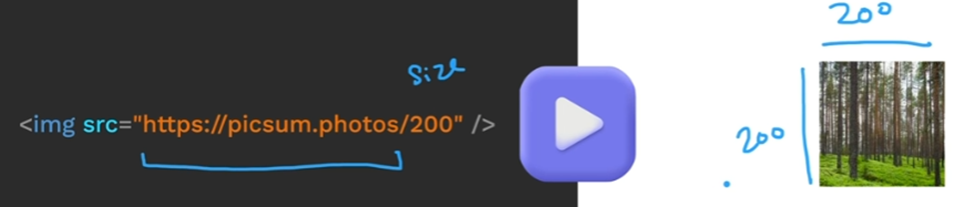 size
<img src="https://picsum.photos/200" />
200
200